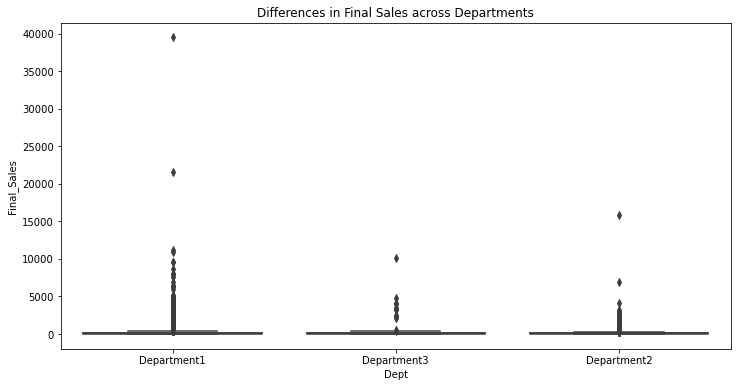 Differences in Final Sales across Departments
40000
35000
30000
25000
20000
15000
10000
5000
0
Final_Sales
Department1
Department3
Department2
Dept